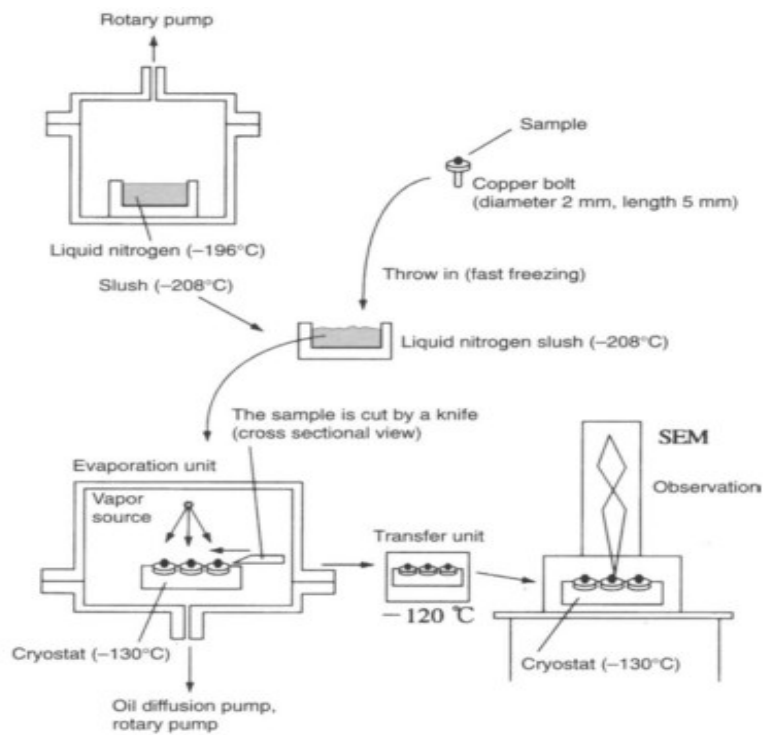 Rotary pump
Sample
Copper bolt
(diameter 2 mm, length 5 mm)
Liquid nitrogen (–196°C)
Slush (–208°C)
Throw in (fast freezing)
Liquid nitrogen slush (–208°C)
The sample is cut by a knife
(cross sectional view)
Evaporation unit
Vapor
source
SEM
Observation
Transfer unit
–120 ℃
Cryostat (–130°C)
Cryostat (–130°C)
Oil diffusion pump,
rotary pump